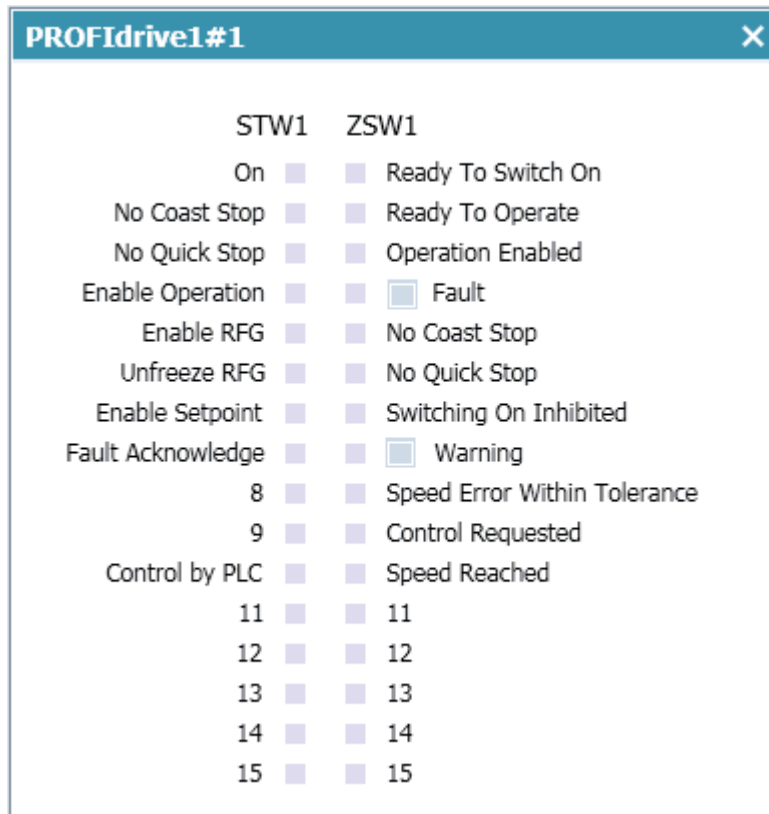 PROFIdrive1#1
STW1 ZSW1
On Ready To Switch On
No Coast Stop Ready To Operate
No Quick Stop Operation Enabled
Enable Operation Fault
Enable RFG No Coast Stop
Unfreeze RFG No Quick Stop
Enable Setpoint Switching On Inhibited
Fault Acknowledge Warning
8 Speed Error Within Tolerance
9 Control Requested
Control by PLC Speed Reached
11 11
12 12
13 13
14 14
15 15